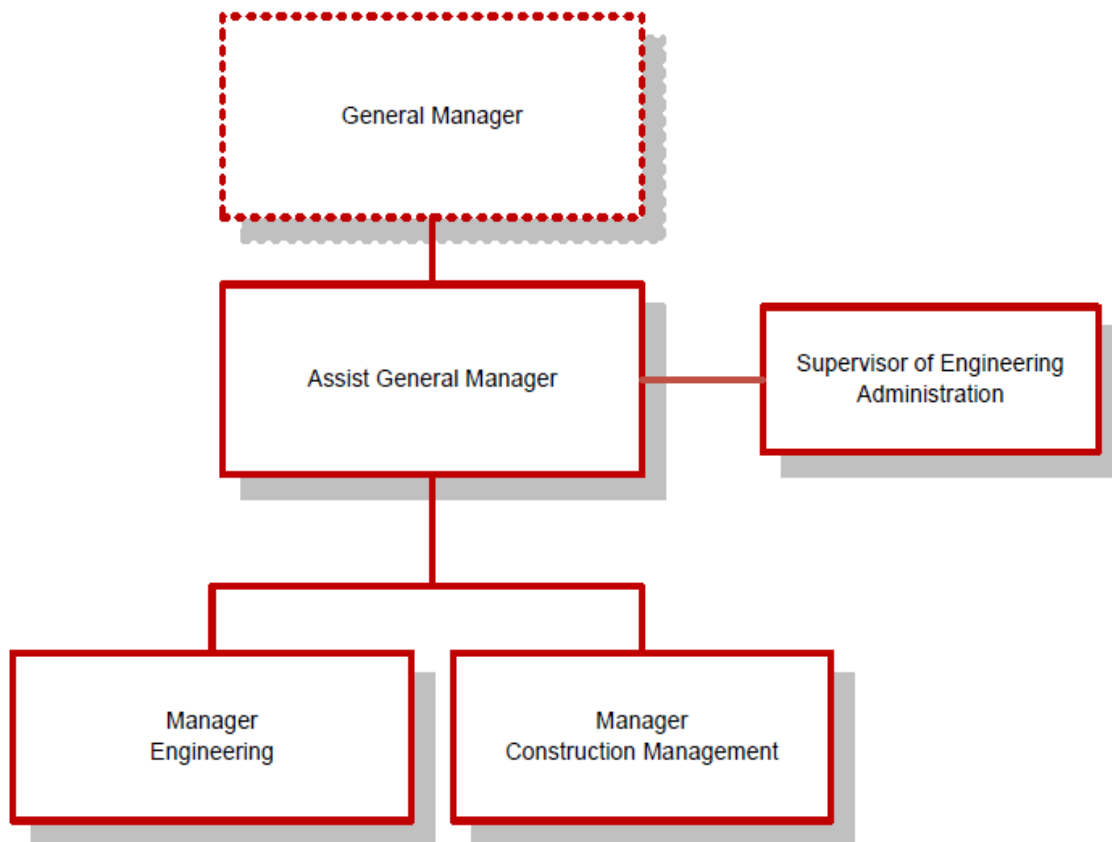 General Manager
Assist General Manager
Supervisor of Engineering
Administration
Manager
Engineering
Manager
Construction Management